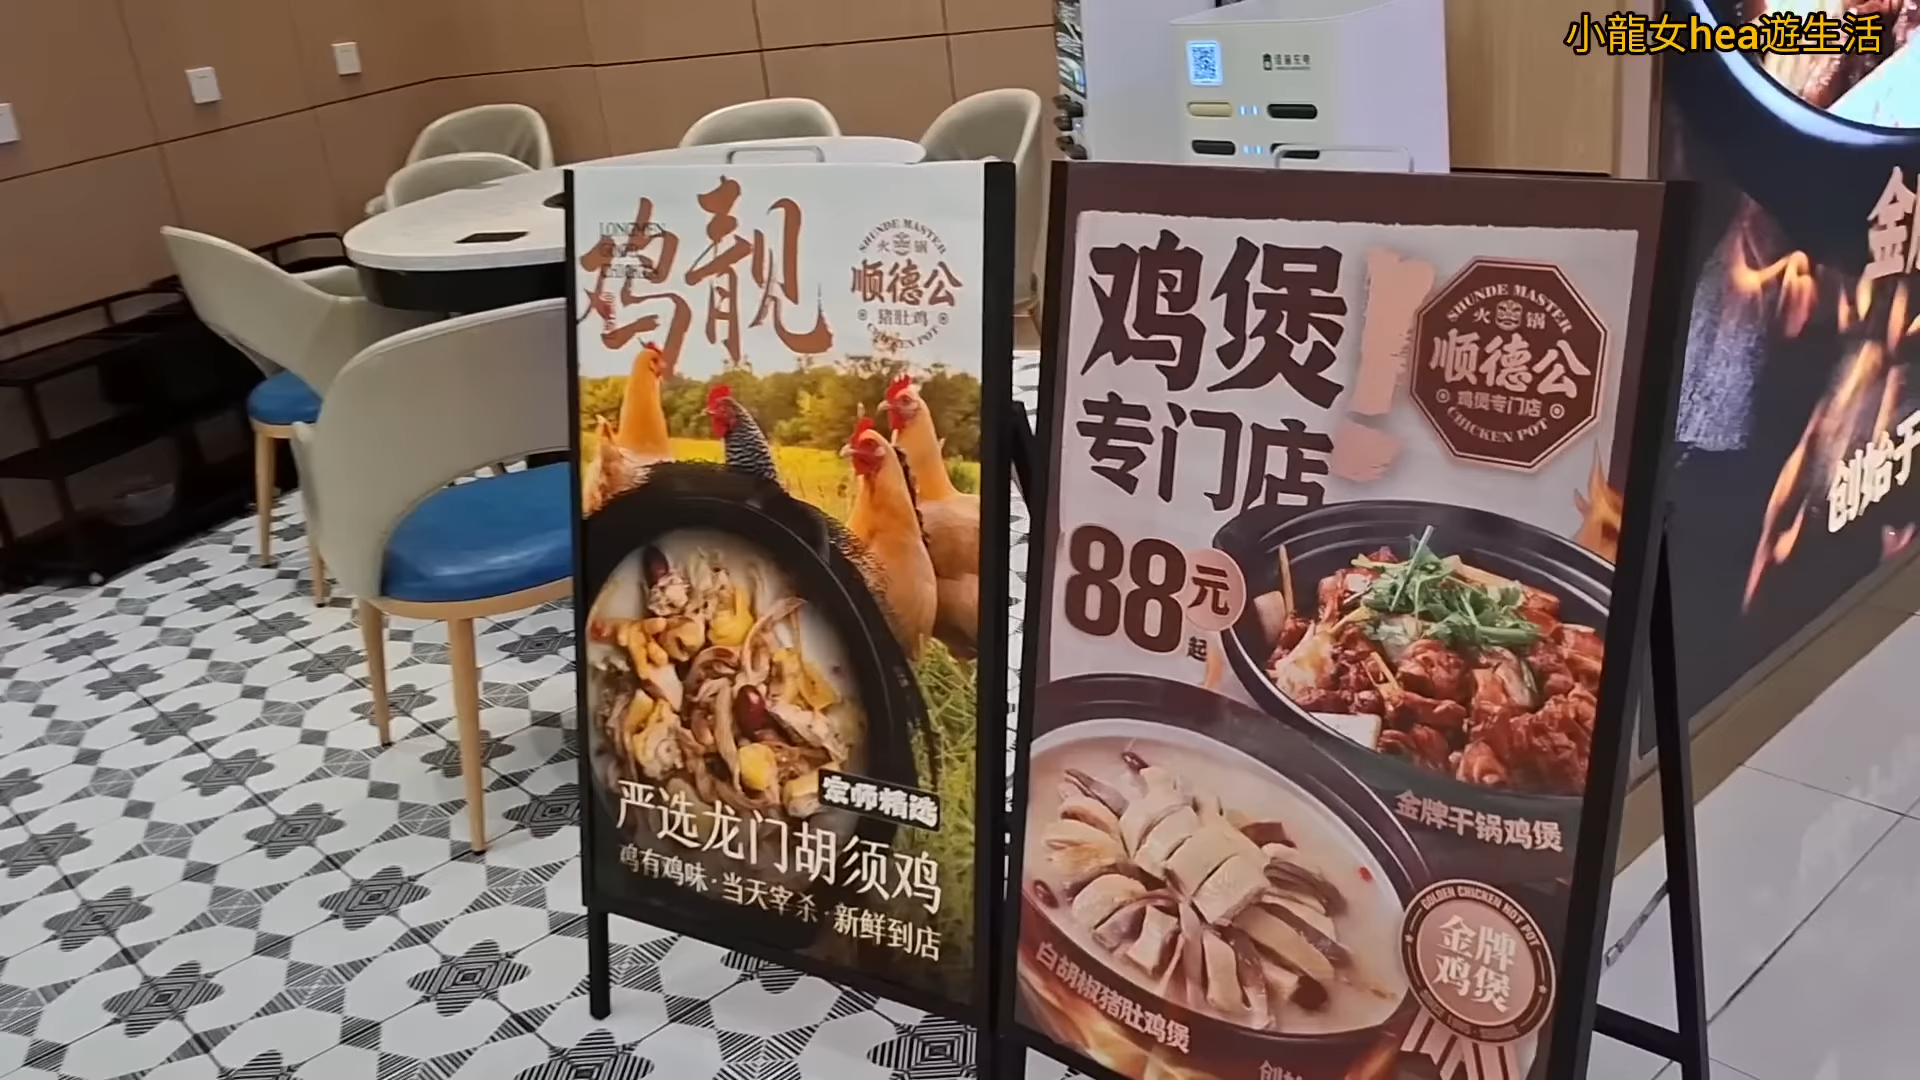 小龍女hea遊生活
鸡靓
SHUNDE MASTER
火锅
顺德公
猪肚鸡
CHICKEN POT
宗师精选
严选龙门胡须鸡
鸡有鸡味·当天宰杀·新鲜到店
鸡煲!
专门店
SHUNDE MASTER
火锅
顺德公
鸡煲专门店
CHICKEN POT
88元起
金牌干锅鸡煲
白胡椒猪肚鸡煲
GOLDEN CHICKEN HOT POT
金牌
鸡煲
创始于